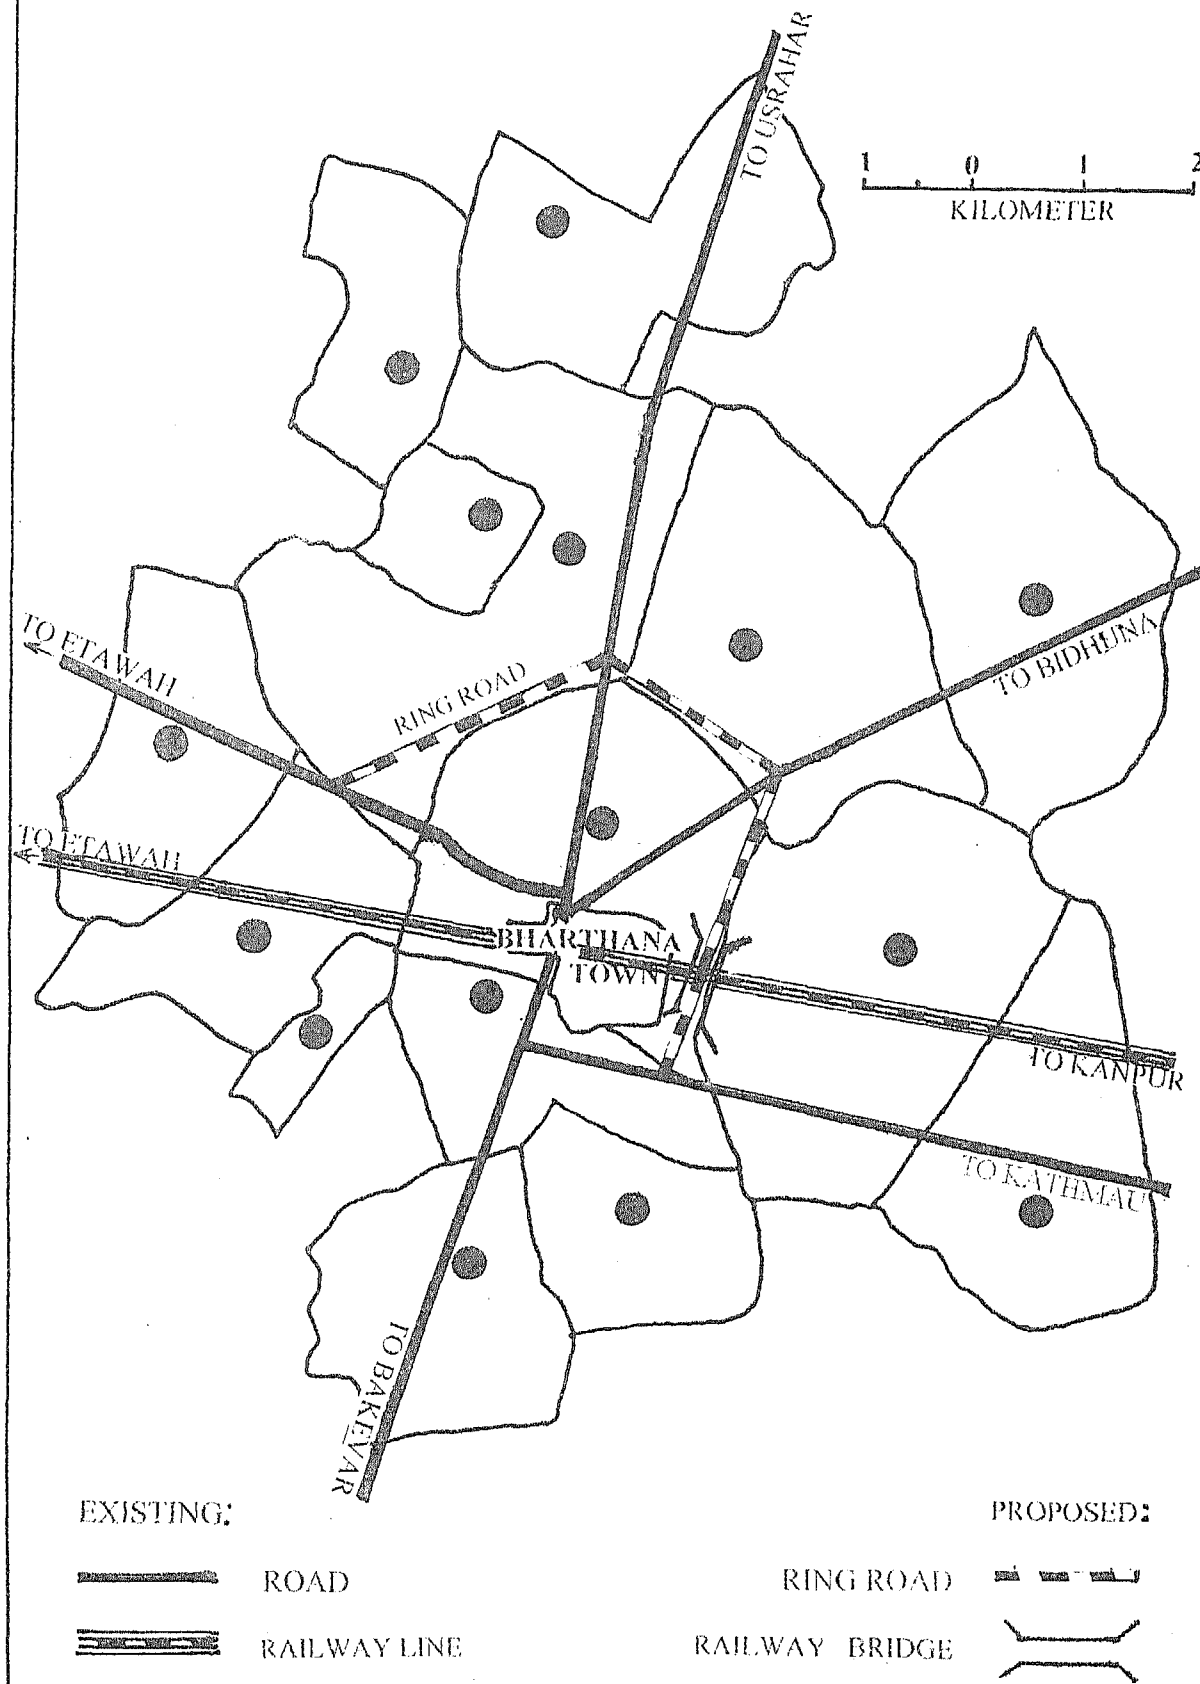 TO USRAHAR
1 0 1 2
KILOMETER
TO ETAWAH
RING ROAD
TO BIDHUNA
TO ETAWAH
BHARTHANA
TOWN
TO KANPUR
TO KATHMAU
TO BAKEVAR
EXISTING:
PROPOSED:
ROAD
RING ROAD
RAILWAY LINE
RAILWAY BRIDGE